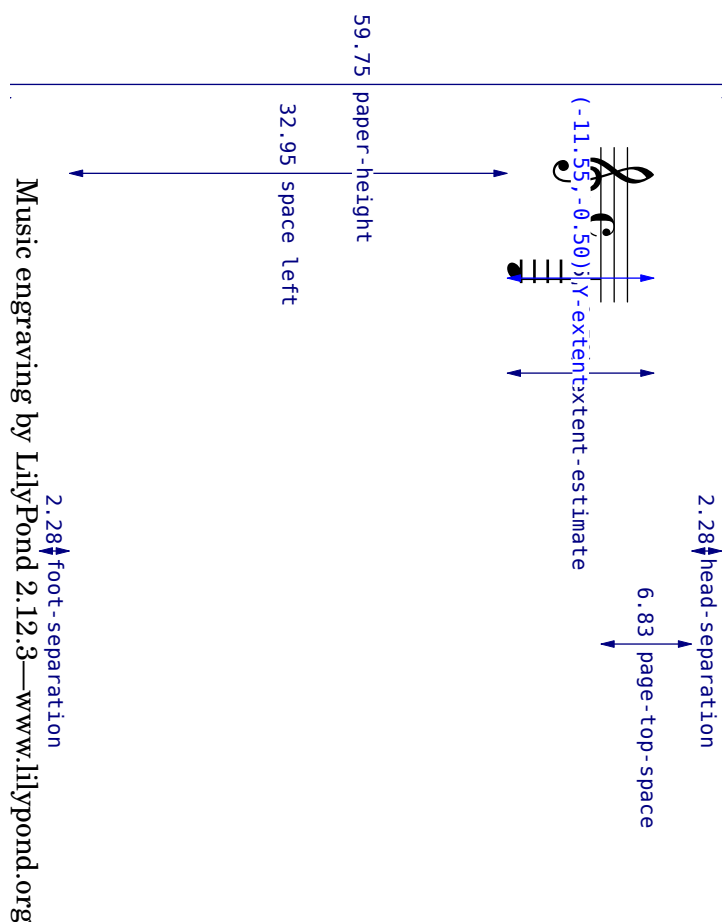 2.28 head-separation
6.83 page-top-space
(-11.55,-0.50)
Y-extent
extent-estimate
59.75 paper-height
32.95 space left
2.28 foot-separation
Music engraving by LilyPond 2.12.3—www.lilypond.org